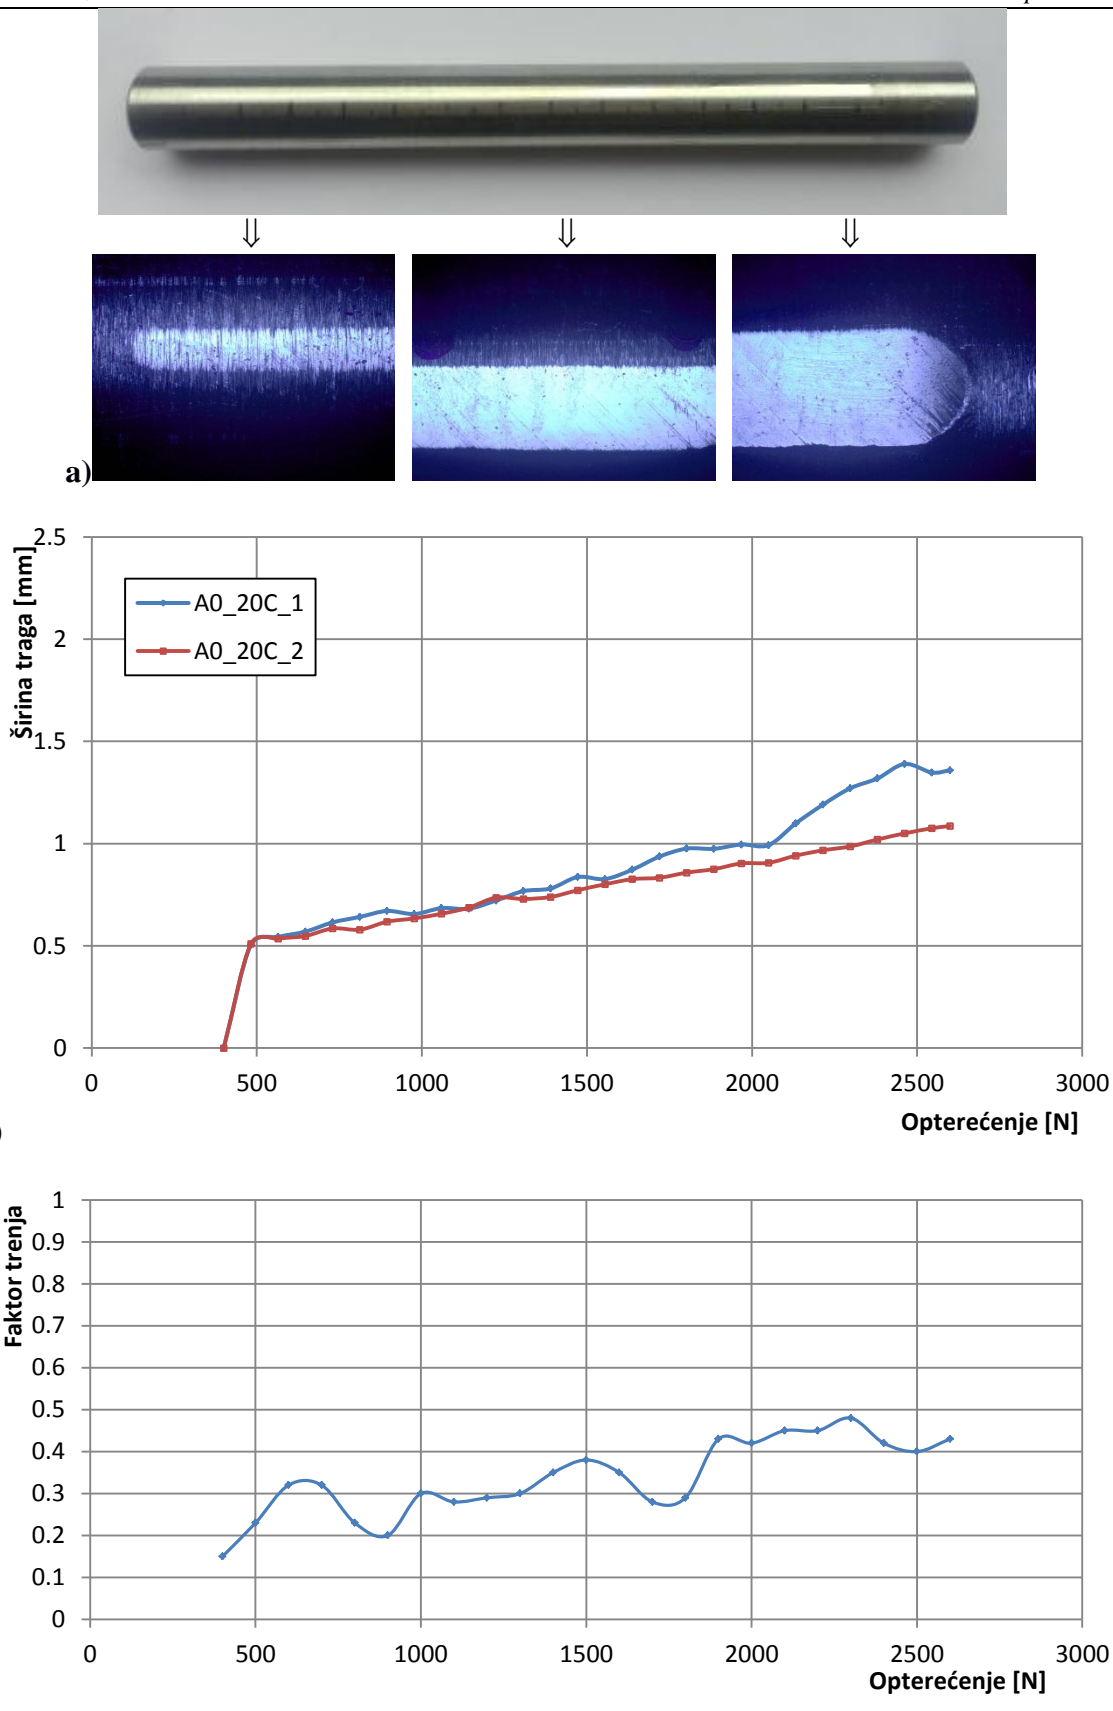 ⇓ ⇓ ⇓
a)
2.5
2
1.5
1
0.5
0
Širina traga [mm]
A0_20C_1
A0_20C_2
0 500 1000 1500 2000 2500 3000
Opterećenje [N]
)
1
0.9
0.8
0.7
0.6
0.5
0.4
0.3
0.2
0.1
0
Faktor trenja
0 500 1000 1500 2000 2500 3000
Opterećenje [N]